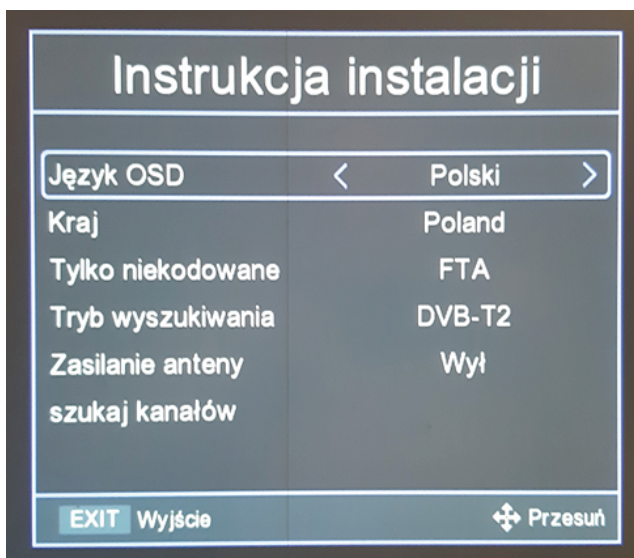 Instrukcja instalacji
Język OSD < Polski >
Kraj Poland
Tylko niekodowane FTA
Tryb wyszukiwania DVB-T2
Zasilanie anteny Wył
szukaj kanałów
EXIT Wyjście Przesuń